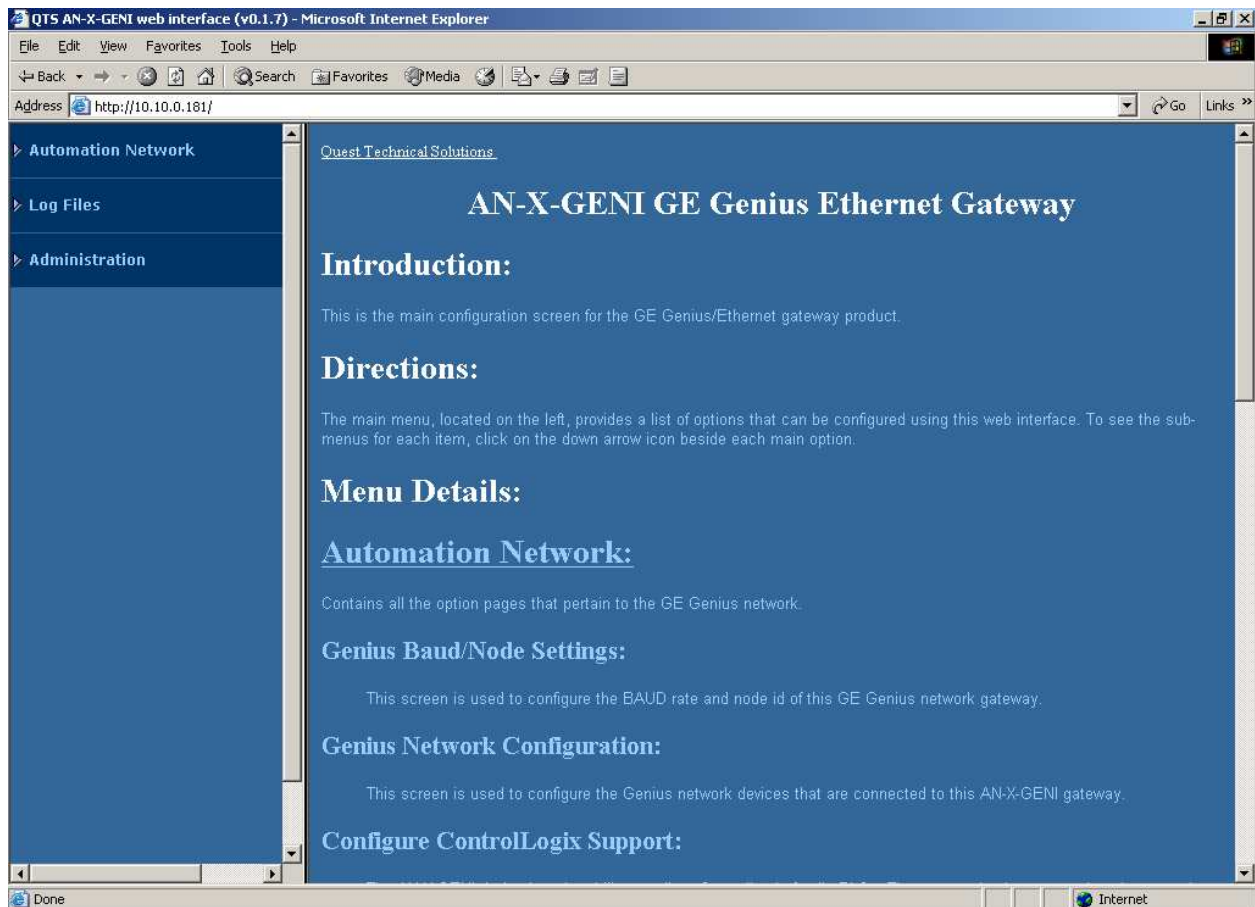 QTS AN-X-GENI web interface (v0.1.7) - Microsoft Internet Explorer
File Edit View Favorites Tools Help
Back Search Favorites Media
Address http://10.10.0.181/ Go Links »
Automation Network
Log Files
Administration
Quest Technical Solutions
AN-X-GENI GE Genius Ethernet Gateway
Introduction:
This is the main configuration screen for the GE Genius/Ethernet gateway product.
Directions:
The main menu, located on the left, provides a list of options that can be configured using this web interface. To see the sub-
menus for each item, click on the down arrow icon beside each main option.
Menu Details:
Automation Network:
Contains all the option pages that pertain to the GE Genius network.
Genius Baud/Node Settings:
This screen is used to configure the BAUD rate and node id of this GE Genius network gateway.
Genius Network Configuration:
This screen is used to configure the Genius network devices that are connected to this AN-X-GENI gateway.
Configure ControlLogix Support:
Done Internet